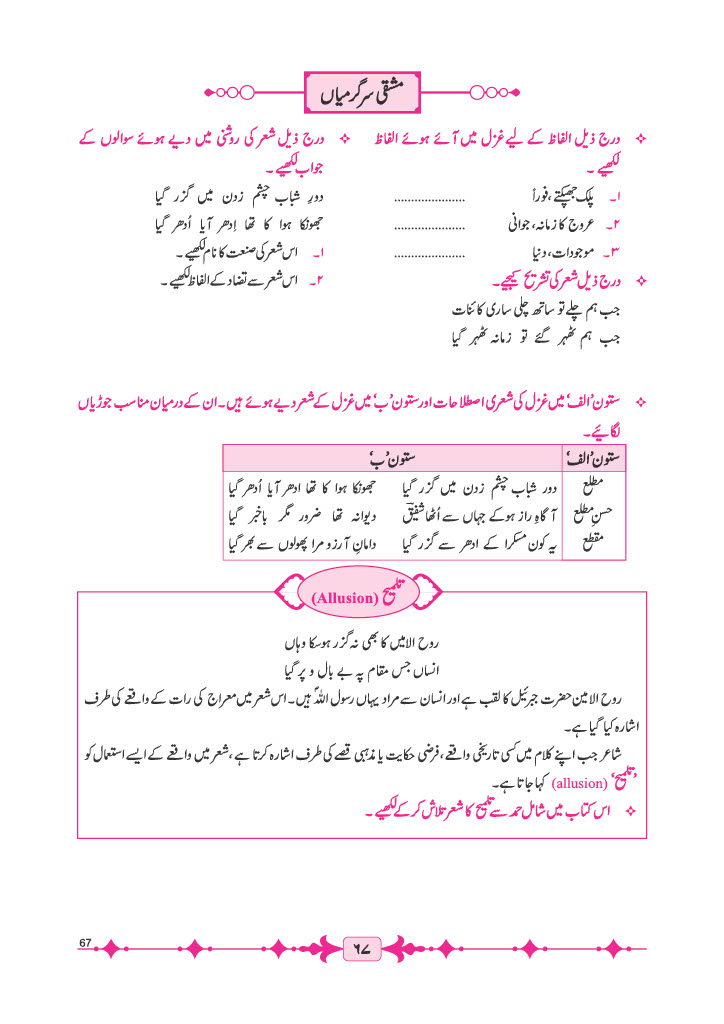 مشقی سرگرمیاں
درج ذیل الفاظ کے لیے غزل میں آئے ہوئے الفاظ
لکھیے۔
۱۔ پلک جھپکتے، فوراً .....................
۲۔ عروج کا زمانہ، جوانی .....................
۳۔ موجودات، دنیا .....................
درج ذیل شعر کی تشریح کیجیے۔
جب ہم چلے تو ساتھ چلی ساری کائنات
جب ہم ٹھہر گئے تو زمانہ ٹھہر گیا
درج ذیل شعر کی روشنی میں دیے ہوئے سوالوں کے
جواب لکھیے۔
دورِ شباب چشم زدن میں گزر گیا
جھونکا ہوا کا تھا اِدھر آیا اُدھر گیا
۱۔ اس شعر کی صنعت کا نام لکھیے۔
۲۔ اس شعر سے تضاد کے الفاظ لکھیے۔
ستون ’الف‘ میں غزل کی شعری اصطلاحات اور ستون ’ب‘ میں غزل کے شعر دیے ہوئے ہیں۔ ان کے درمیان مناسب جوڑیاں
لگائیے۔
ستون ’الف‘ ستون ’ب‘
مطلع دور شباب چشم زدن میں گزر گیا جھونکا ہوا کا تھا ادھر آیا اُدھر گیا
حسنِ مطلع آگاہِ راز ہوکے جہاں سے اُٹھا شفیقؔ دیوانہ تھا ضرور مگر باخبر گیا
مقطع یہ کون مسکرا کے ادھر سے گزر گیا دامانِ آرزو مرا پھولوں سے بھر گیا
تلمیح (Allusion)
روح الامیں کا بھی نہ گزر ہوسکا وہاں
انساں جس مقام پہ بے بال و پر گیا
روح الامین حضرت جبرئیل کا لقب ہے اور انسان سے مراد یہاں رسول اللہؐ ہیں۔ اس شعر میں معراج کی رات کے واقعے کی طرف
اشارہ کیا گیا ہے۔
شاعر جب اپنے کلام میں کسی تاریخی واقعے، فرضی حکایت یا مذہبی قصے کی طرف اشارہ کرتا ہے، شعر میں واقعے کے ایسے استعمال کو
’تلمیح‘ (allusion) کہا جاتا ہے۔
اس کتاب میں شامل حمد سے تلمیح کا شعر تلاش کرکے لکھیے۔
67
۶۷